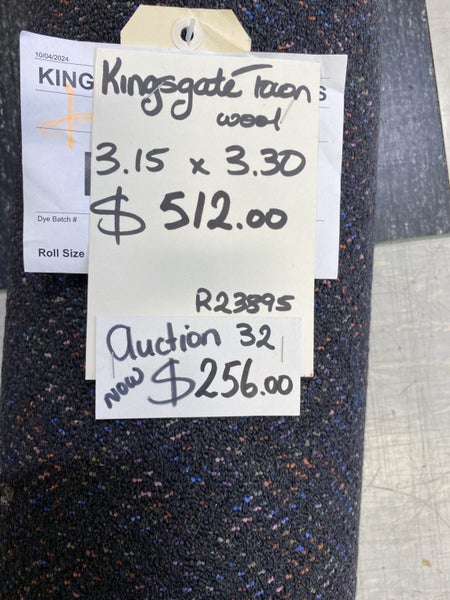 10/04/2024
KING
S
Kingsgate Taon
wool
3.15 x 3.30
$ 512.00
Dye Batch #
Roll Size
R23895
Auction 32
NOW $256.00